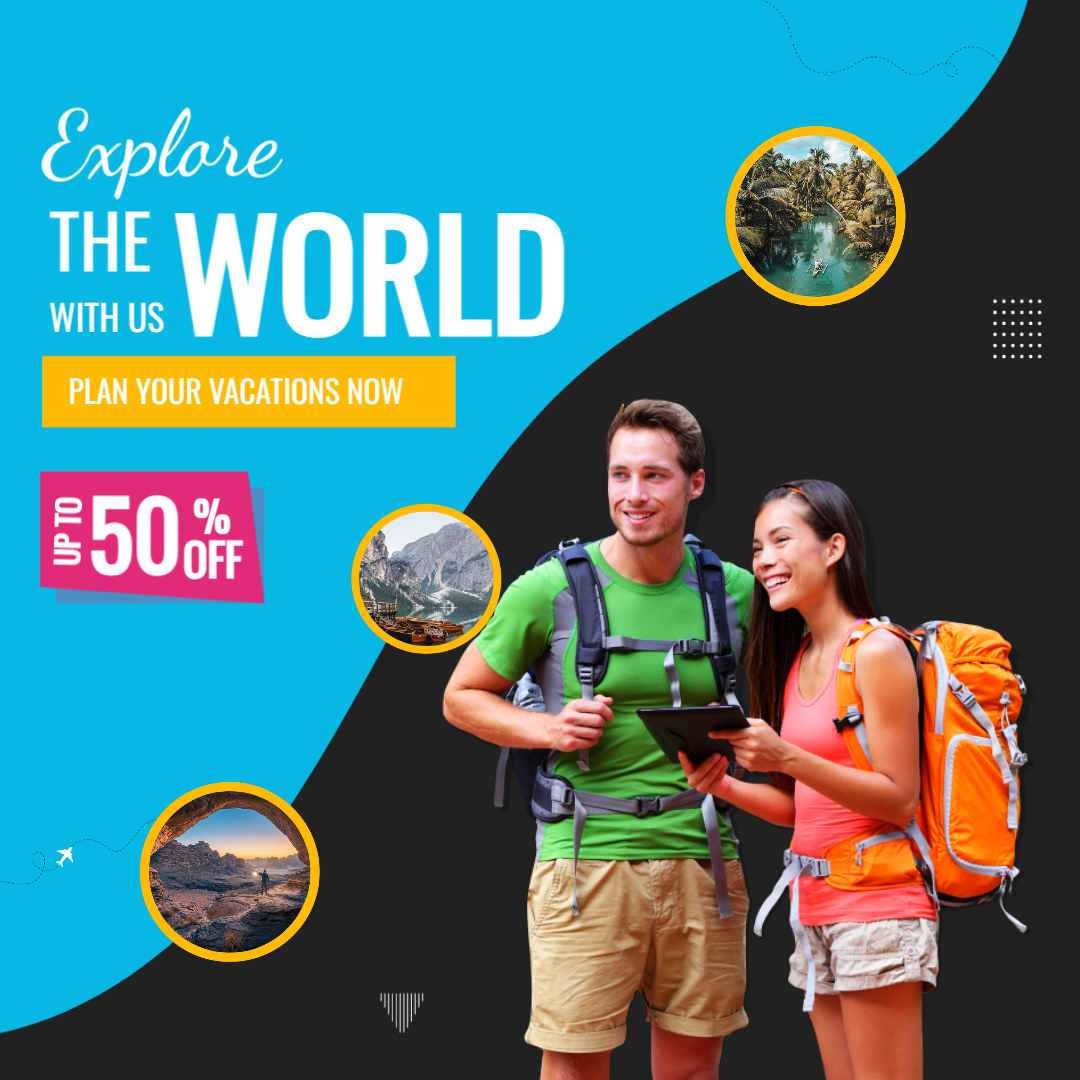 Explore
THE WORLD
WITH US
PLAN YOUR VACATIONS NOW
UP TO 50% OFF